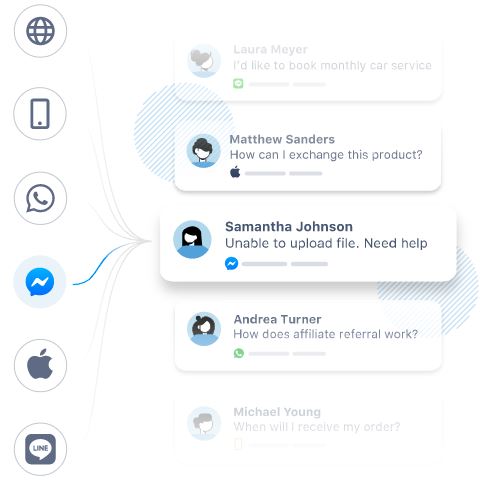 Laura Meyer
I'd like to book monthly car service
Matthew Sanders
How can I exchange this product?
Samantha Johnson
Unable to upload file. Need help
Andrea Turner
How does affiliate referral work?
Michael Young
When will I receive my order?
LINE